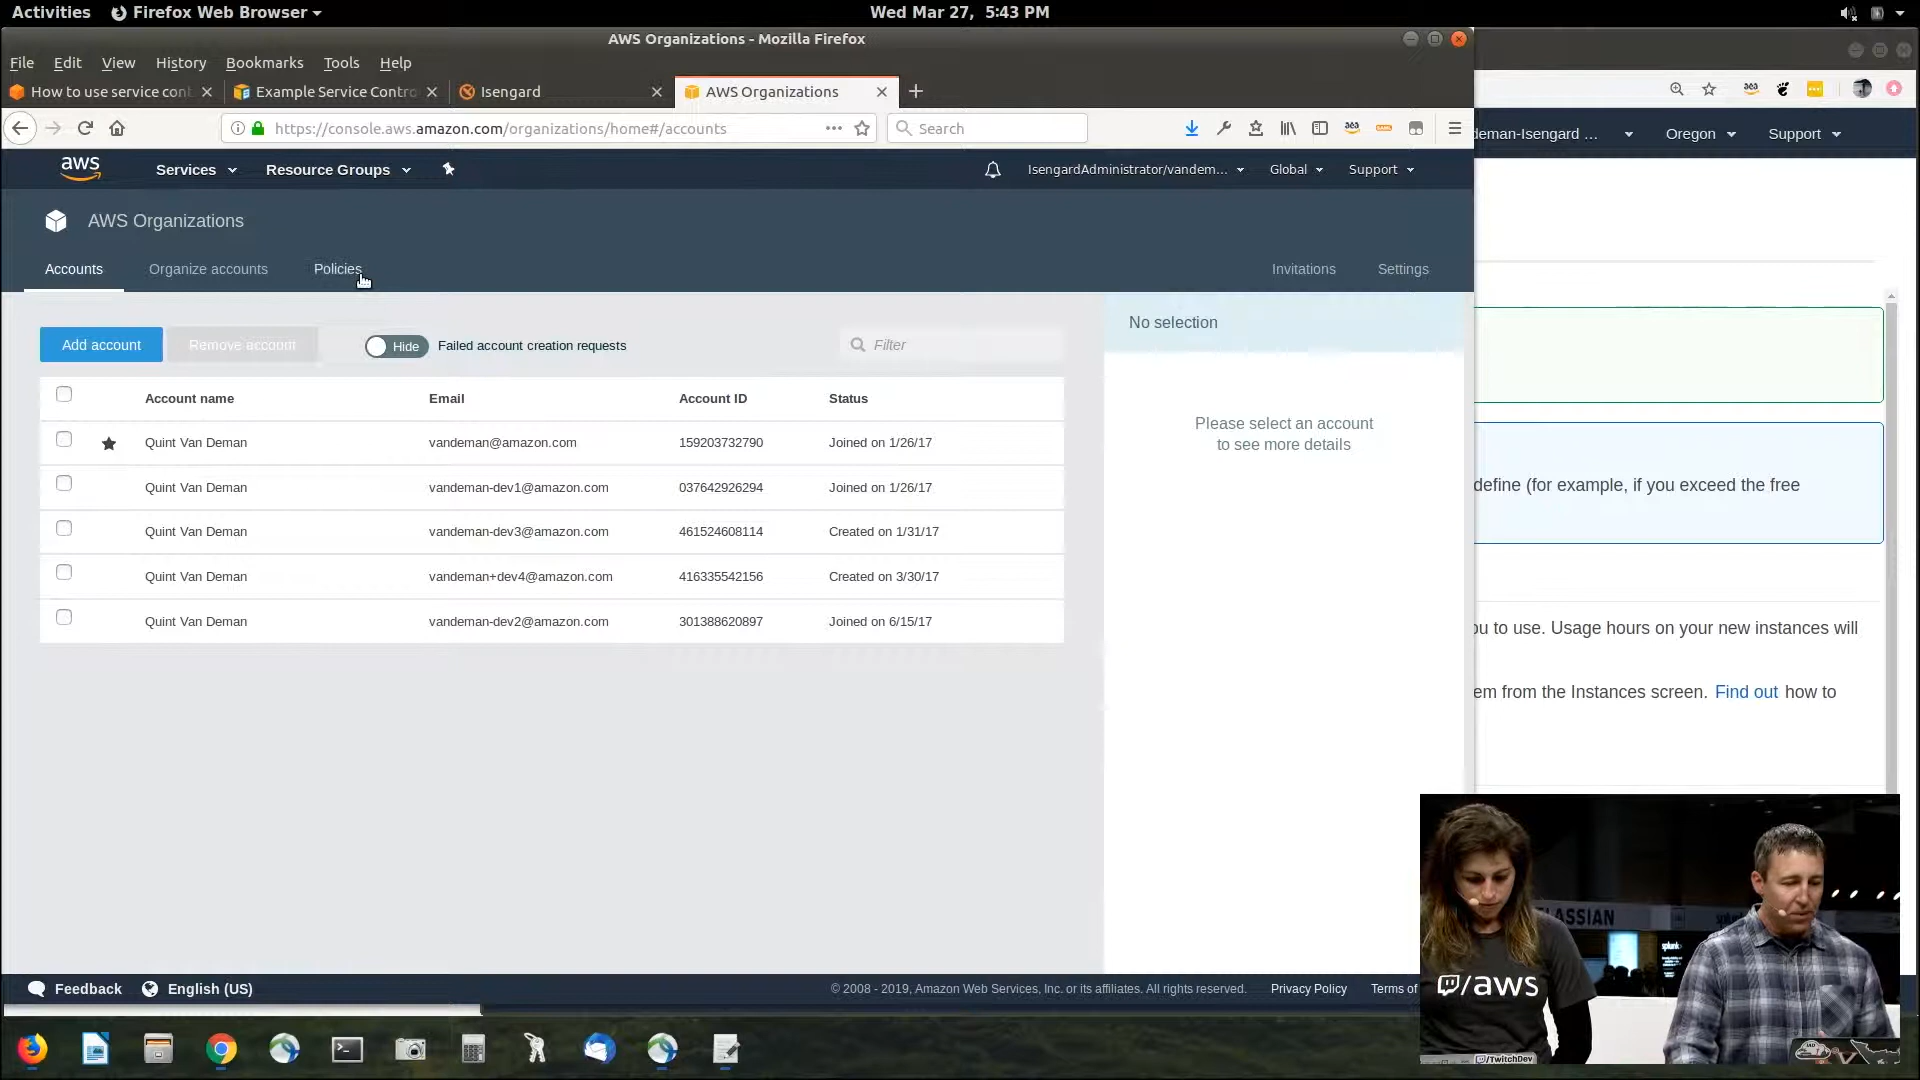 Activities Firefox Web Browser Wed Mar 27, 5:43 PM
AWS Organizations - Mozilla Firefox
File Edit View History Bookmarks Tools Help
How to use service cont Example Service Contro Isengard AWS Organizations
https://console.aws.amazon.com/organizations/home#/accounts Search
aws Services Resource Groups IsengardAdministrator/vandem... Global Support
deman-Isengard ... Oregon Support
AWS Organizations
Accounts Organize accounts Policies Invitations Settings
Add account Remove account Hide Failed account creation requests Filter
No selection
Please select an account
to see more details
Account name Email Account ID Status
Quint Van Deman vandeman@amazon.com 159203732790 Joined on 1/26/17
Quint Van Deman vandeman-dev1@amazon.com 037642926294 Joined on 1/26/17
Quint Van Deman vandeman-dev3@amazon.com 461524608114 Created on 1/31/17
Quint Van Deman vandeman+dev4@amazon.com 416335542156 Created on 3/30/17
Quint Van Deman vandeman-dev2@amazon.com 301388620897 Joined on 6/15/17
define (for example, if you exceed the free
ou to use. Usage hours on your new instances will
em from the Instances screen. Find out how to
Feedback English (US) © 2008 - 2019, Amazon Web Services, Inc. or its affiliates. All rights reserved. Privacy Policy Terms of
LASSIAN
splunk
/aws
/TwitchDev